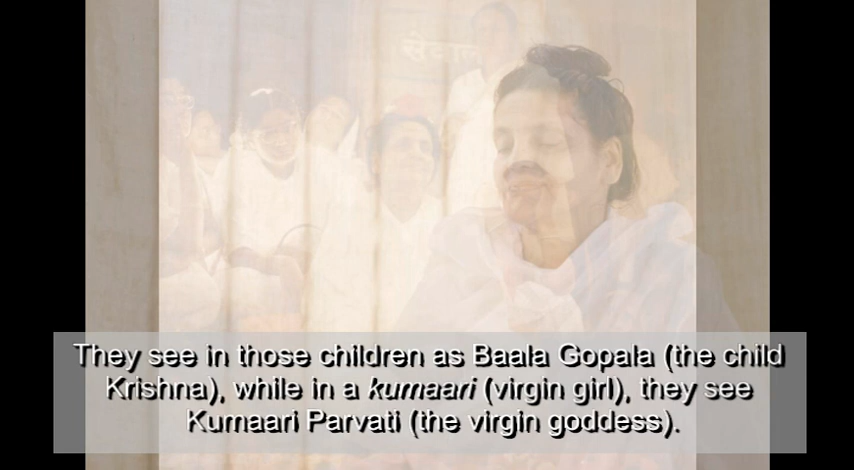 They see in those children as Baala Gopala (the child
Krishna), while in a kumaari (virgin girl), they see
Kumaari Parvati (the virgin goddess).